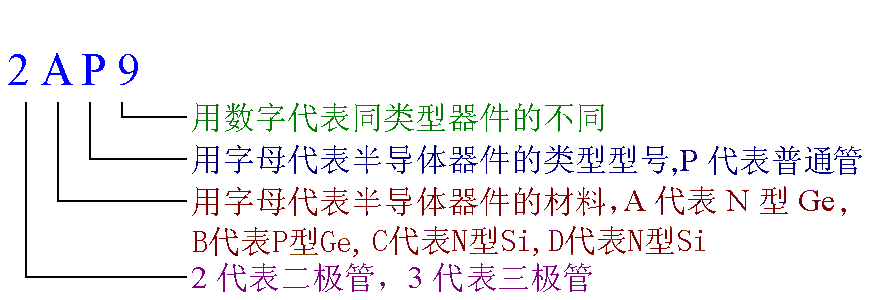 2 A P 9
用数字代表同类型器件的不同
用字母代表半导体器件的类型型号,P 代表普通管
用字母代表半导体器件的材料，A 代表 N 型 Ge，
B代表P型Ge, C代表N型Si, D代表N型Si
2 代表二极管，3 代表三极管